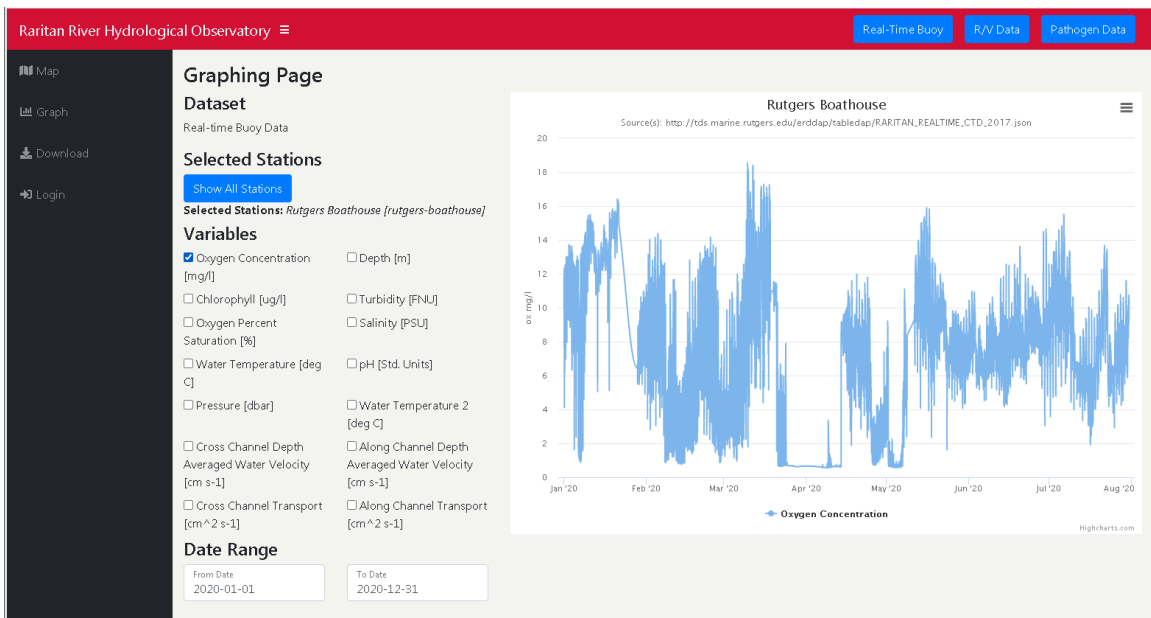 Raritan River Hydrological Observatory
Real-Time Buoy
R/V Data
Pathogen Data
Map
Graph
Download
Login
Graphing Page
Dataset
Real-time Buoy Data
Selected Stations
Show All Stations
Selected Stations: Rutgers Boathouse [rutgers-boathouse]
Variables
Oxygen Concentration
[mg/l]
Depth [m]
Chlorophyll [ug/l]
Turbidity [FNU]
Oxygen Percent
Saturation [%]
Salinity [PSU]
Water Temperature [deg
C]
pH [Std. Units]
Pressure [dbar]
Water Temperature 2
[deg C]
Cross Channel Depth
Averaged Water Velocity
[cm s-1]
Along Channel Depth
Averaged Water Velocity
[cm s-1]
Cross Channel Transport
[cm^2 s-1]
Along Channel Transport
[cm^2 s-1]
Date Range
From Date
2020-01-01
To Date
2020-12-31
Rutgers Boathouse
Source(s): http://tds.marine.rutgers.edu/erddap/tabledap/RARITAN_REALTIME_CTD_2017.json
ox mg/l
20
18
16
14
12
10
8
6
4
2
0
Jan '20
Feb '20
Mar '20
Apr '20
May '20
Jun '20
Jul '20
Aug '20
Oxygen Concentration
Highcharts.com